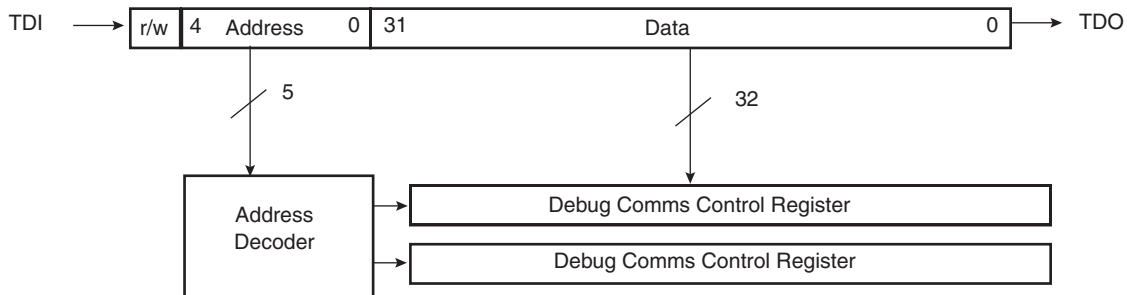 TDI r/w 4 Address 0 31 Data 0 TDO
5
32
Address
Decoder
Debug Comms Control Register
Debug Comms Control Register